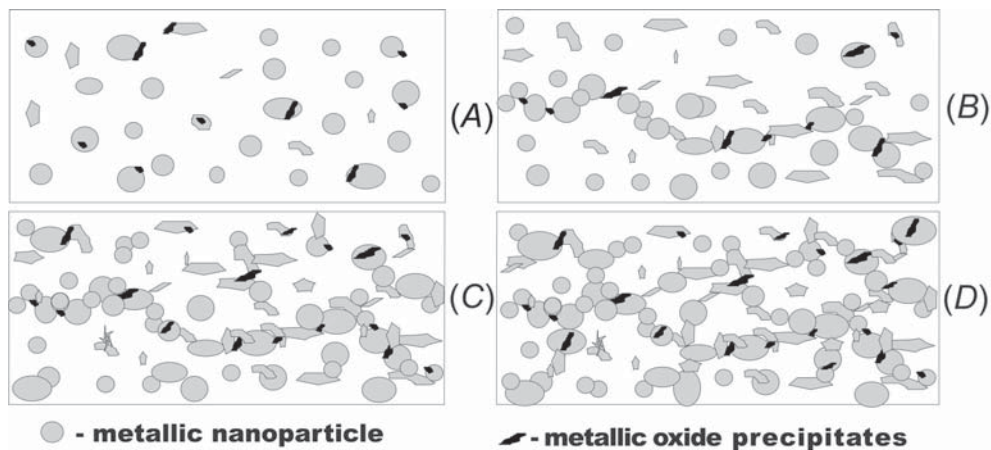 (A)
(B)
(C)
(D)
- metallic nanoparticle
- metallic oxide precipitates